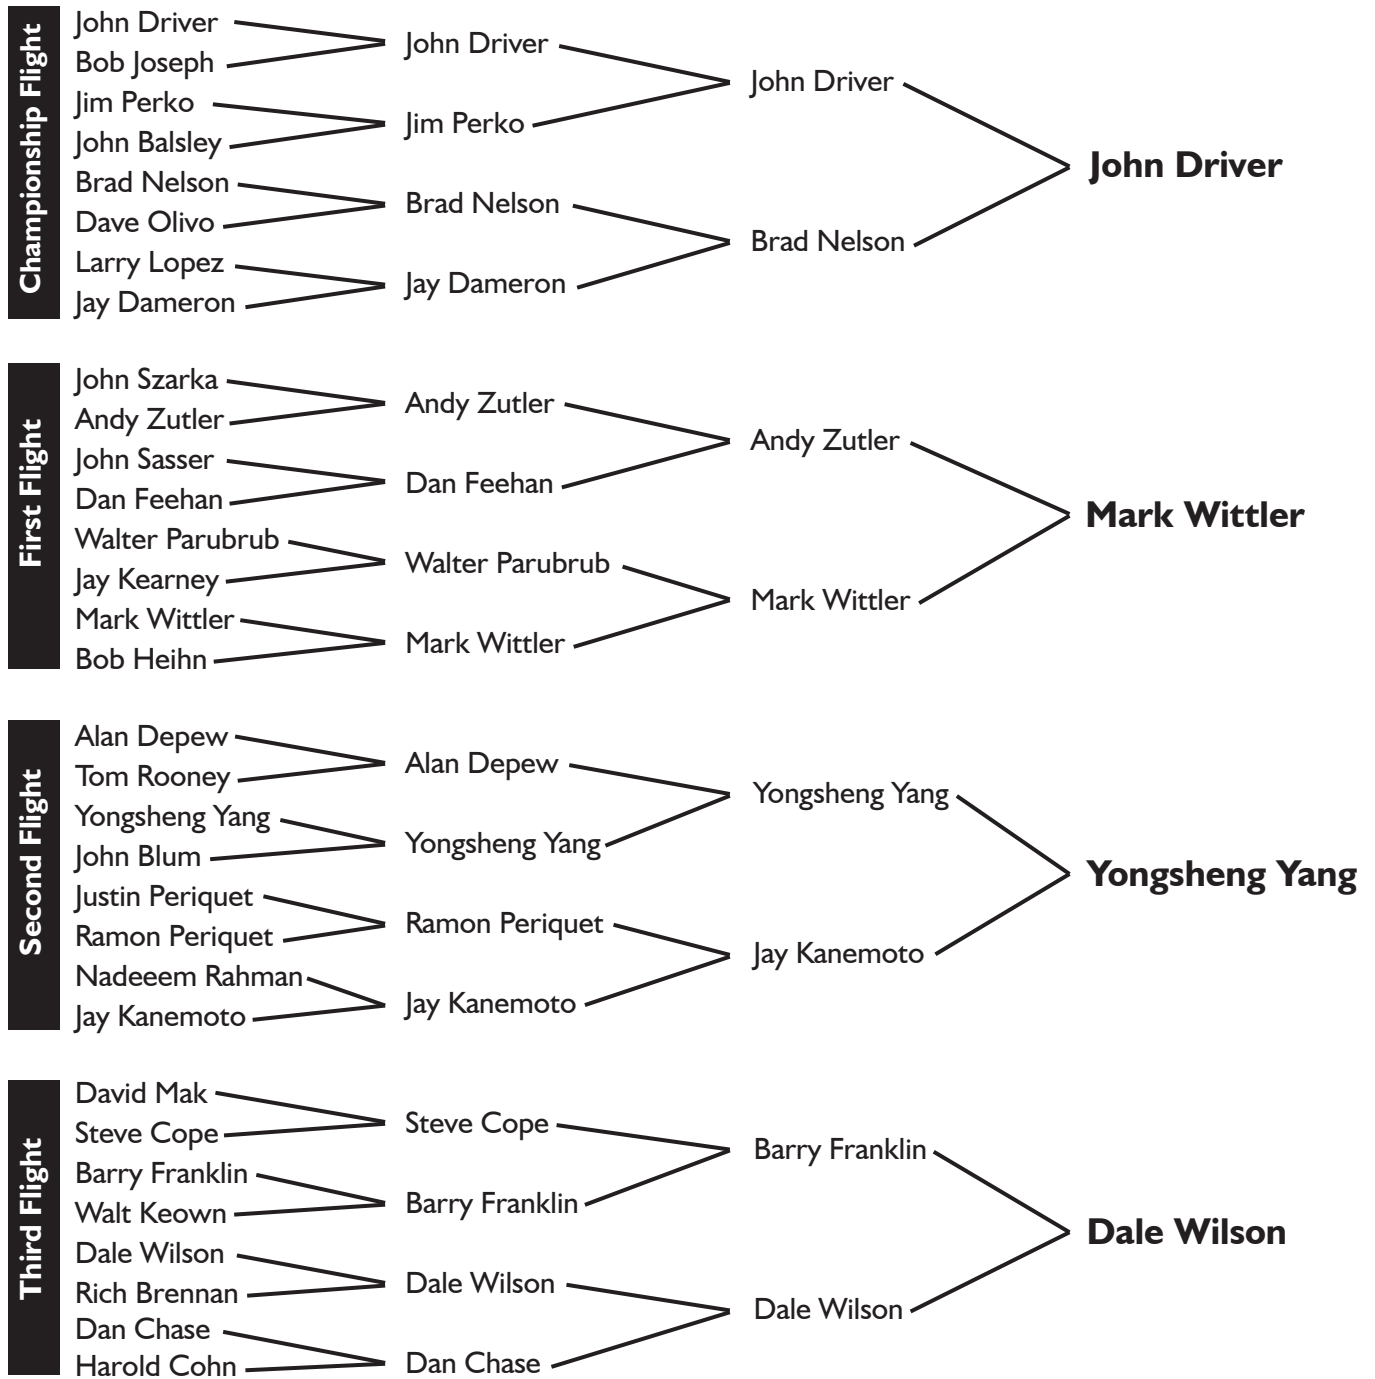 Championship Flight
John Driver
Bob Joseph
Jim Perko
John Balsley
Brad Nelson
Dave Olivo
Larry Lopez
Jay Dameron
John Driver
Jim Perko
Brad Nelson
Jay Dameron
John Driver
Brad Nelson
John Driver
First Flight
John Szarka
Andy Zutler
John Sasser
Dan Feehan
Walter Parubrub
Jay Kearney
Mark Wittler
Bob Heihn
Andy Zutler
Dan Feehan
Walter Parubrub
Mark Wittler
Andy Zutler
Mark Wittler
Mark Wittler
Second Flight
Alan Depew
Tom Rooney
Yongsheng Yang
John Blum
Justin Periquet
Ramon Periquet
Nadeeem Rahman
Jay Kanemoto
Alan Depew
Yongsheng Yang
Ramon Periquet
Jay Kanemoto
Yongsheng Yang
Jay Kanemoto
Yongsheng Yang
Third Flight
David Mak
Steve Cope
Barry Franklin
Walt Keown
Dale Wilson
Rich Brennan
Dan Chase
Harold Cohn
Steve Cope
Barry Franklin
Dale Wilson
Dan Chase
Barry Franklin
Dale Wilson
Dale Wilson